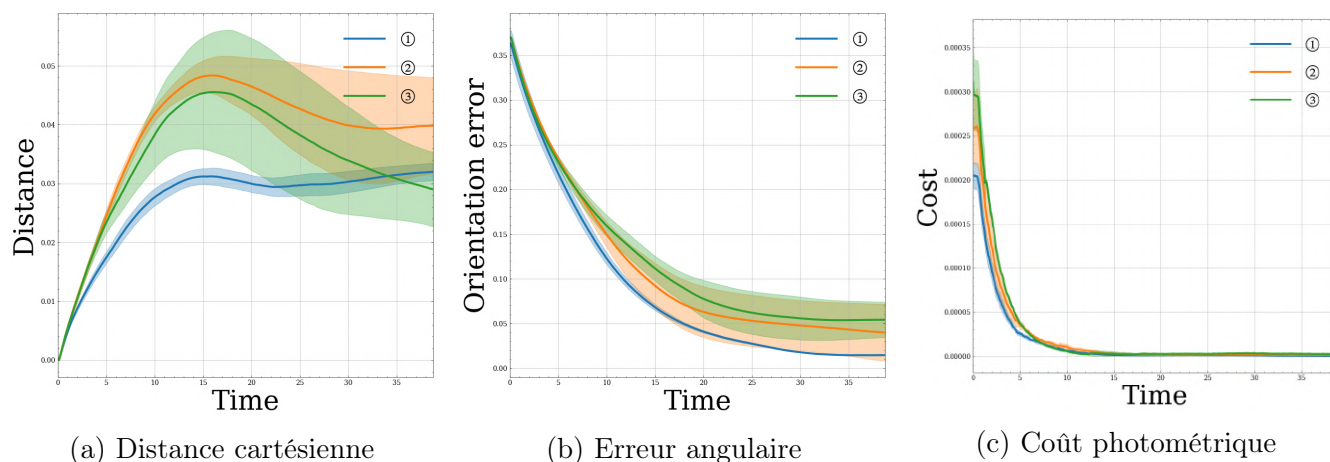 ①
②
③
0.05
0.04
0.03
0.02
0.01
0.00
Distance
0 5 10 15 20 25 30 35
Time
(a) Distance cartésienne
①
②
③
0.35
0.30
0.25
0.20
0.15
0.10
0.05
0.00
Orientation error
0 5 10 15 20 25 30 35
Time
(b) Erreur angulaire
①
②
③
0.00035
0.00030
0.00025
0.00020
0.00015
0.00010
0.00005
0.00000
Cost
0 5 10 15 20 25 30 35
Time
(c) Coût photométrique